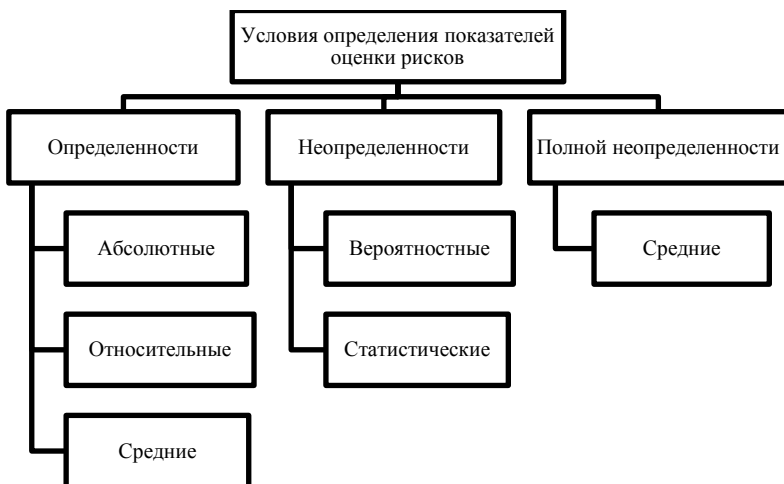 Условия определения показателей
оценки рисков
Определенности
Неопределенности
Полной неопределенности
Абсолютные
Вероятностные
Средние
Относительные
Статистические
Средние